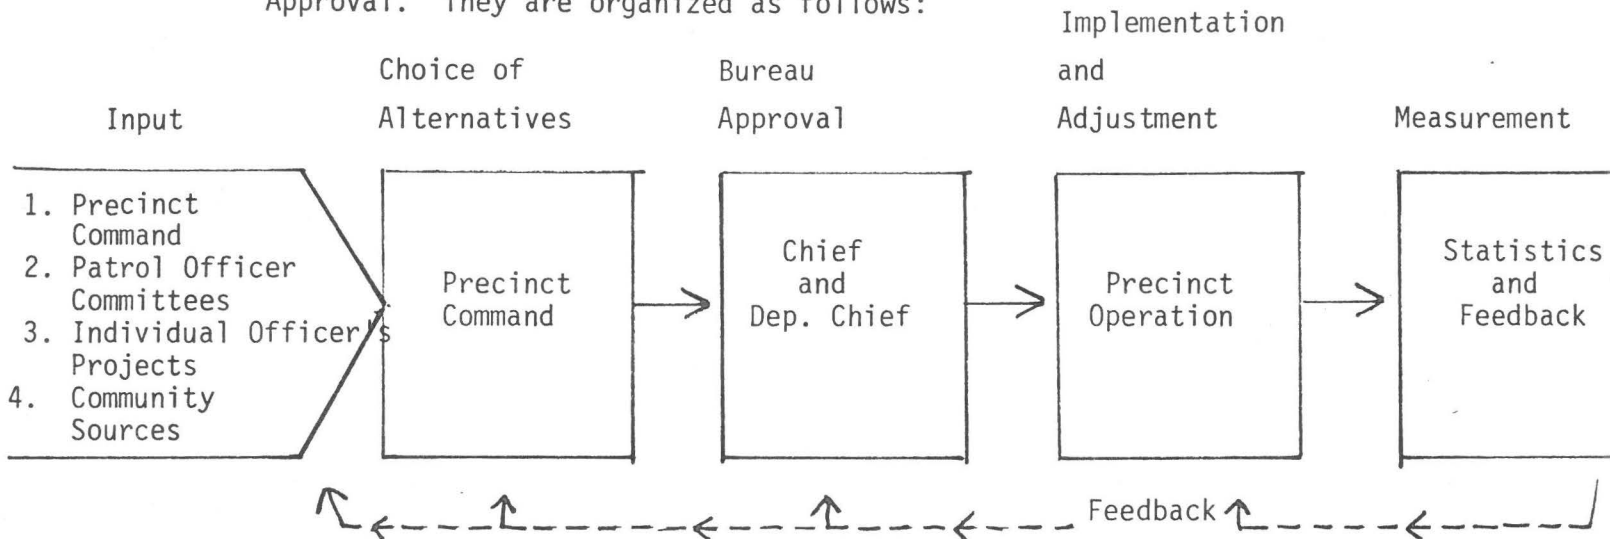 Approval. They are organized as follows:
Input
Choice of
Alternatives
Bureau
Approval
Implementation
and
Adjustment
Measurement
1. Precinct
Command
2. Patrol Officer
Committees
3. Individual Officer's
Projects
4. Community
Sources
Precinct
Command
Chief
and
Dep. Chief
Precinct
Operation
Statistics
and
Feedback
Feedback